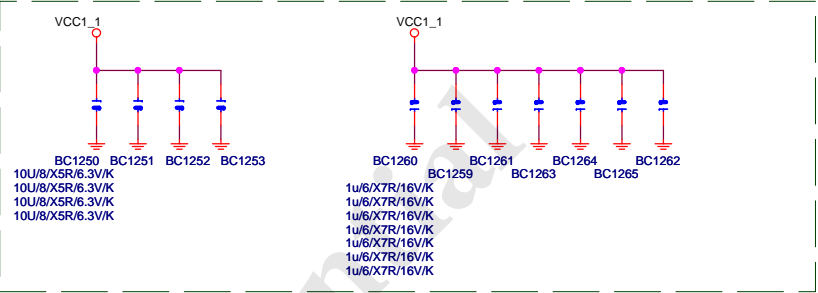 VCC1_1 VCC1_1
BC1250 BC1251 BC1252 BC1253
10U/8/X5R/6.3V/K
10U/8/X5R/6.3V/K
10U/8/X5R/6.3V/K
10U/8/X5R/6.3V/K
BC1260 BC1261 BC1264 BC1262
BC1259 BC1263 BC1265
1u/6/X7R/16V/K
1u/6/X7R/16V/K
1u/6/X7R/16V/K
1u/6/X7R/16V/K
1u/6/X7R/16V/K
1u/6/X7R/16V/K
1u/6/X7R/16V/K